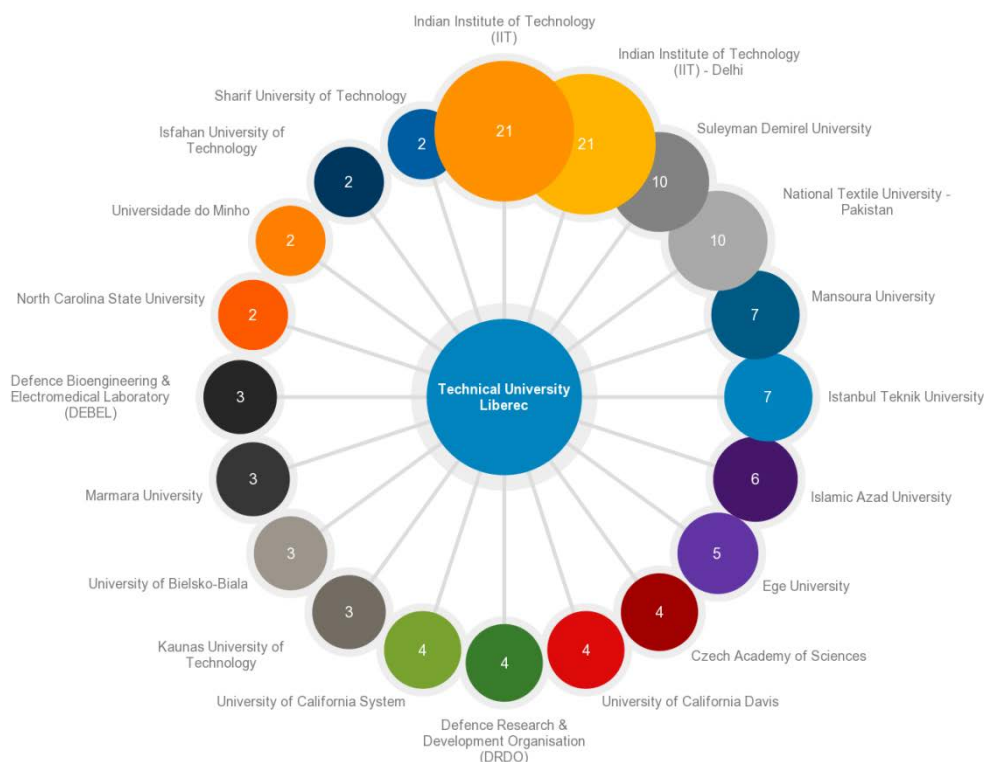 Indian Institute of Technology
(IIT)
21
Indian Institute of Technology
(IIT) - Delhi
21
Suleyman Demirel University
10
National Textile University -
Pakistan
10
Mansoura University
7
Istanbul Teknik University
7
Islamic Azad University
6
Ege University
5
Czech Academy of Sciences
4
University of California Davis
4
Defence Research &
Development Organisation
(DRDO)
4
University of California System
4
Kaunas University of
Technology
3
University of Bielsko-Biala
3
Marmara University
3
Defence Bioengineering &
Electromedical Laboratory
(DEBEL)
3
North Carolina State University
2
Universidade do Minho
2
Isfahan University of
Technology
2
Sharif University of Technology
2
Technical University
Liberec